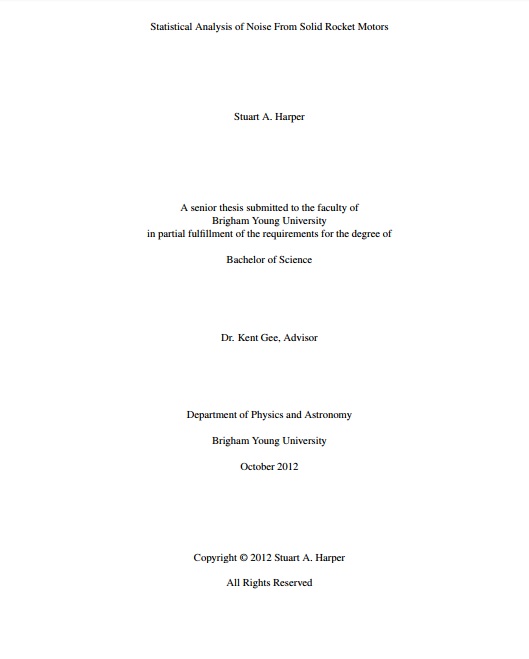 Statistical Analysis of Noise From Solid Rocket Motors
Stuart A. Harper
A senior thesis submitted to the faculty of
Brigham Young University
in partial fulfillment of the requirements for the degree of
Bachelor of Science
Dr. Kent Gee, Advisor
Department of Physics and Astronomy
Brigham Young University
October 2012
Copyright © 2012 Stuart A. Harper
All Rights Reserved